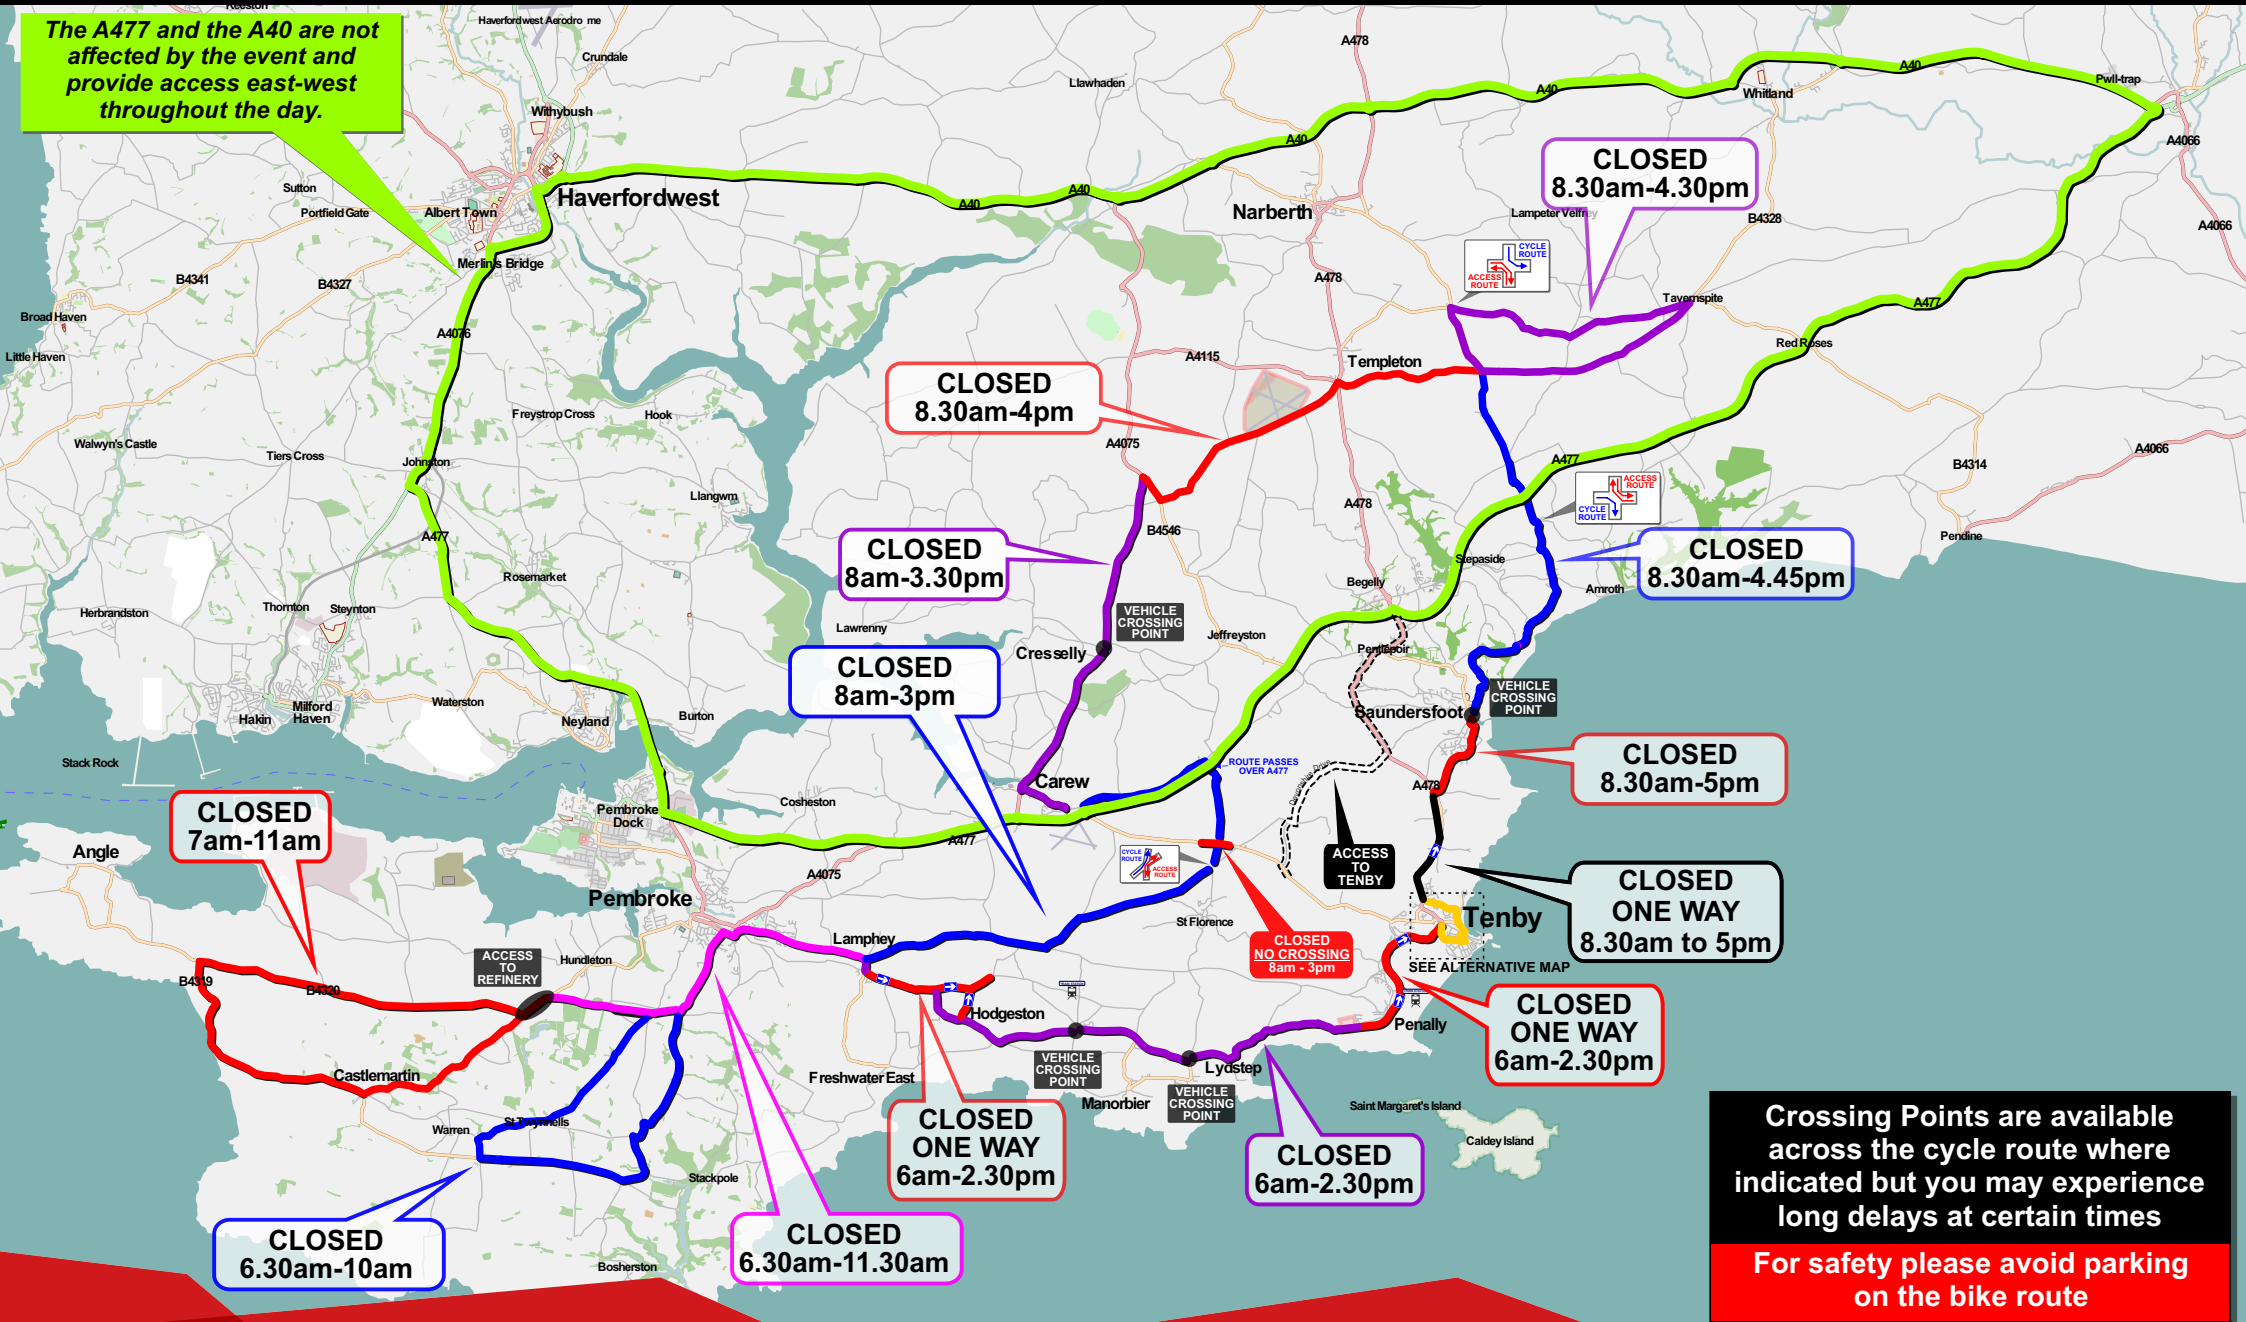 The A477 and the A40 are not
affected by the event and
provide access east-west
throughout the day.
Reeston
Haverfordwest Aerodro me
Crundale
Withybush
Llawhaden
A478
A40
Whitland
A40
Pwll-trap
A4066
A40
CLOSED
8.30am-4.30pm
Sutton
Portfield Gate
Albert Town
Haverfordwest
A40
A40
Narberth
Lampeter Velfrey
B4328
A4066
Merlin's Bridge
CYCLE
ROUTE
ACCESS
ROUTE
B4341
B4327
A478
Tavernspite
A477
Broad Haven
A4076
Red Roses
Little Haven
A4115
Templeton
CLOSED
8.30am-4pm
Freystrop Cross
Hook
Walwyn's Castle
Tiers Cross
Johnston
A4075
A477
B4314
A4066
Llangwm
A478
ACCESS
ROUTE
CYCLE
ROUTE
A477
B4546
Pendine
CLOSED
8am-3.30pm
Stepaside
CLOSED
8.30am-4.45pm
Rosemarket
Begelly
Amroth
Herbrandston
Thornton
Steynton
VEHICLE
CROSSING
POINT
Lawrenny
Jeffreyston
Cresselly
Pentlepoir
CLOSED
8am-3pm
VEHICLE
CROSSING
POINT
Waterston
Milford
Haven
Hakin
Neyland
Burton
Saundersfoot
Stack Rock
ROUTE PASSES
OVER A477
CLOSED
8.30am-5pm
Carew
A478
Cosheston
Pembroke
Dock
CLOSED
7am-11am
Angle
A477
CYCLE
ROUTE
ACCESS
ROUTE
ACCESS
TO
TENBY
A4075
CLOSED
ONE WAY
8.30am to 5pm
Pembroke
St Florence
Tenby
Lamphey
CLOSED
NO CROSSING
8am - 3pm
SEE ALTERNATIVE MAP
ACCESS
TO
REFINERY
Hundleton
B4319
B4320
Hodgeston
Penally
CLOSED
ONE WAY
6am-2.30pm
Castlemartin
Freshwater East
VEHICLE
CROSSING
POINT
Lydstep
Manorbier
VEHICLE
CROSSING
POINT
Saint Margaret's Island
Caldey Island
Warren
St Twynnells
CLOSED
ONE WAY
6am-2.30pm
CLOSED
6am-2.30pm
Stackpole
CLOSED
6.30am-10am
CLOSED
6.30am-11.30am
Bosherston
Crossing Points are available
across the cycle route where
indicated but you may experience
long delays at certain times
For safety please avoid parking
on the bike route